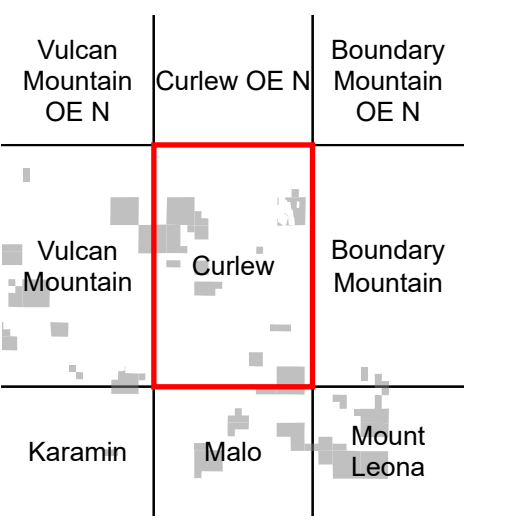 Vulcan
Mountain
OE N
Curlew OE N
Boundary
Mountain
OE N
Vulcan
Mountain
Curlew
Boundary
Mountain
Karamin
Malo
Mount
Leona